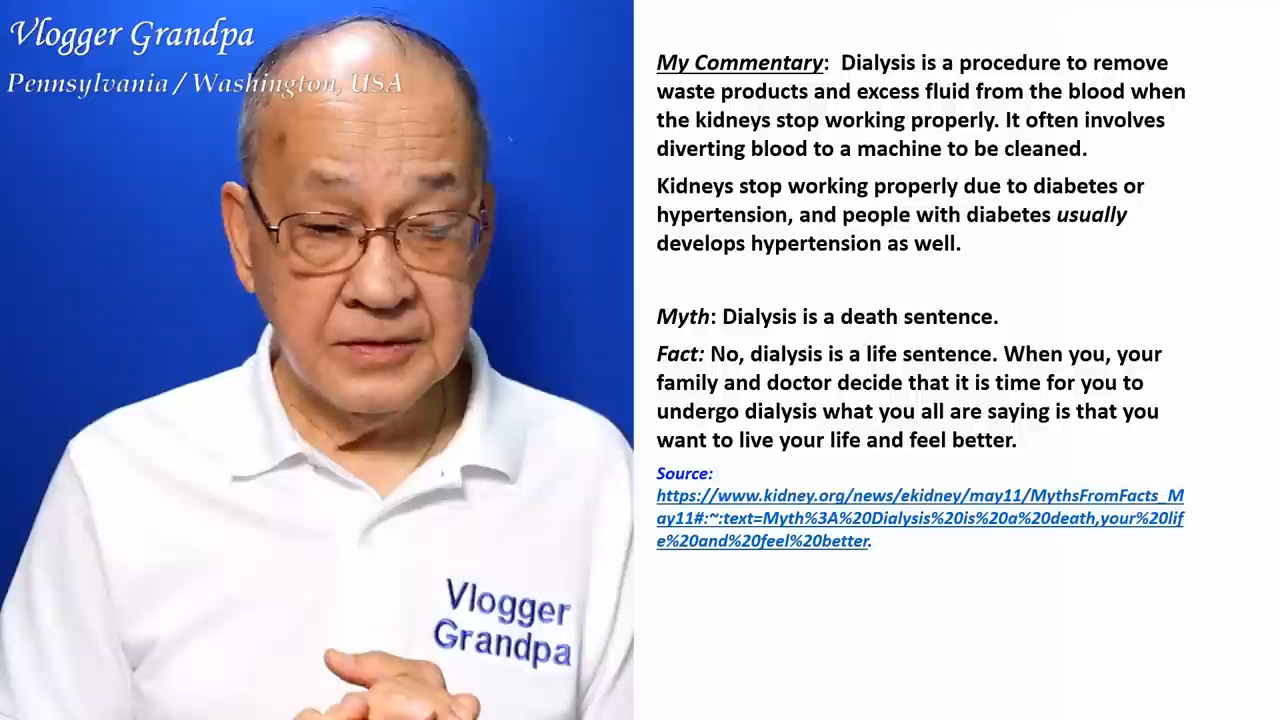 Vlogger Grandpa
Pennsylvania / Washington, USA
My Commentary:  Dialysis is a procedure to remove
waste products and excess fluid from the blood when
the kidneys stop working properly. It often involves
diverting blood to a machine to be cleaned.
Kidneys stop working properly due to diabetes or
hypertension, and people with diabetes usually
develops hypertension as well.
Myth: Dialysis is a death sentence.
Fact: No, dialysis is a life sentence. When you, your
family and doctor decide that it is time for you to
undergo dialysis what you all are saying is that you
want to live your life and feel better.
Source:
https://www.kidney.org/news/ekidney/may11/MythsFromFacts_M
ay11#:~:text=Myth%3A%20Dialysis%20is%20a%20death,your%20lif
e%20and%20feel%20better.
Vlogger
Grandpa